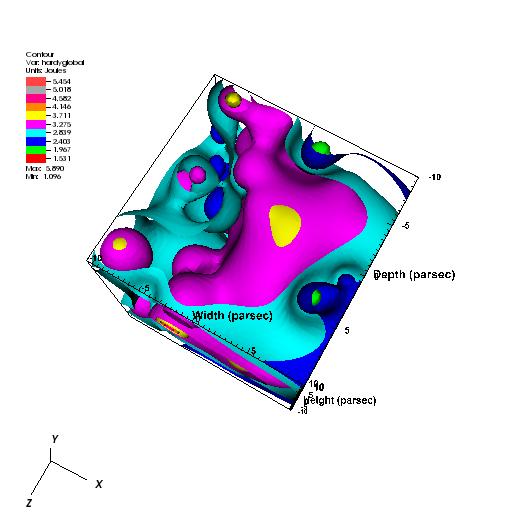 Contour
Var: hardyglobal
Units: Joules
5.454
5.018
4.582
4.146
3.711
3.275
2.839
2.403
1.967
1.531
Max: 5.890
Min: 1.096
-10
-5
Depth (parsec)
-5
Width (parsec)
5
5
10
10
height (parsec)
-10
Y
X
Z